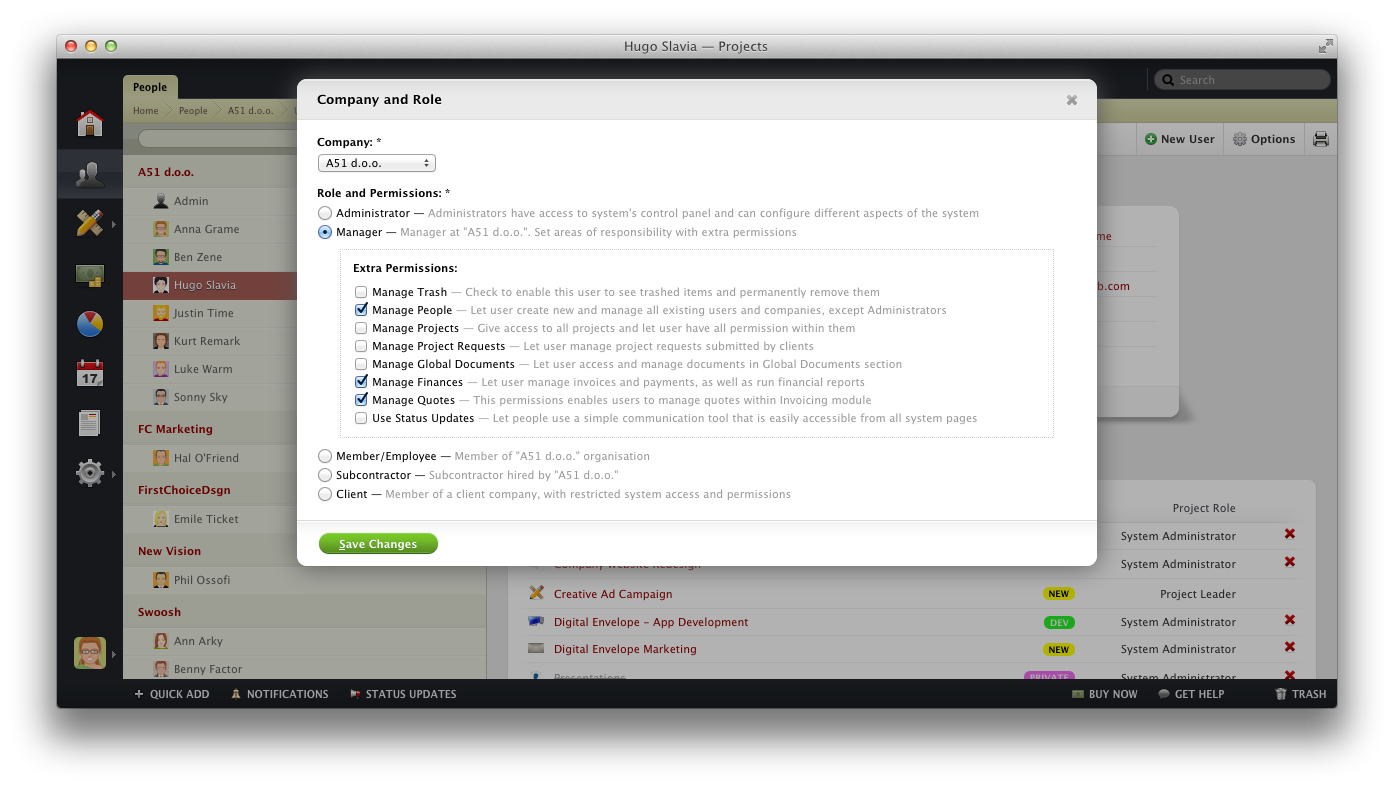 Hugo Slavia — Projects
Search
People
Home People A51 d.o.o.
New User
Options
Company and Role
Company: *
A51 d.o.o.
Role and Permissions: *
Administrator — Administrators have access to system's control panel and can configure different aspects of the system
Manager — Manager at "A51 d.o.o.". Set areas of responsibility with extra permissions
Extra Permissions:
Manage Trash — Check to enable this user to see trashed items and permanently remove them
Manage People — Let user create new and manage all existing users and companies, except Administrators
Manage Projects — Give access to all projects and let user have all permission within them
Manage Project Requests — Let user manage project requests submitted by clients
Manage Global Documents — Let user access and manage documents in Global Documents section
Manage Finances — Let user manage invoices and payments, as well as run financial reports
Manage Quotes — This permissions enables users to manage quotes within Invoicing module
Use Status Updates — Let people use a simple communication tool that is easily accessible from all system pages
Member/Employee — Member of "A51 d.o.o." organisation
Subcontractor — Subcontractor hired by "A51 d.o.o."
Client — Member of a client company, with restricted system access and permissions
Save Changes
A51 d.o.o.
Admin
Anna Grame
Ben Zene
Hugo Slavia
Justin Time
Kurt Remark
Luke Warm
Sonny Sky
FC Marketing
Hal O'Friend
FirstChoiceDsgn
Emile Ticket
New Vision
Phil Ossofi
Swoosh
Ann Arky
Benny Factor
17
me
b.com
Project Role
System Administrator
Company Website Redesign System Administrator
Creative Ad Campaign NEW Project Leader
Digital Envelope – App Development DEV System Administrator
Digital Envelope Marketing NEW System Administrator
Presentations PRIVATE System Administrator
QUICK ADD NOTIFICATIONS STATUS UPDATES BUY NOW GET HELP TRASH